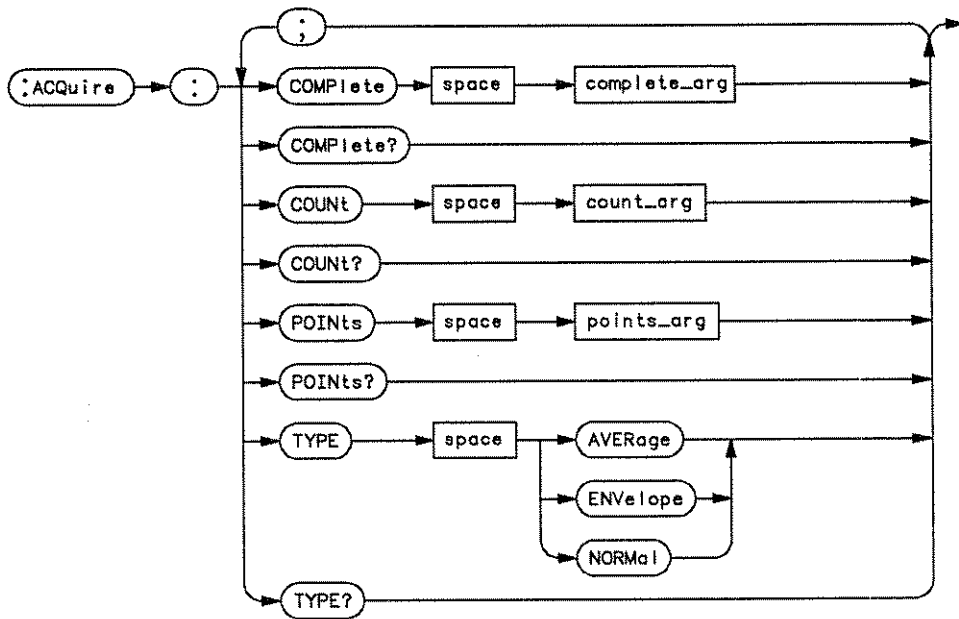 ;
:ACQuire : COMPlete space complete_arg
COMPlete?
COUNt space count_arg
COUNt?
POINts space points_arg
POINts?
TYPE space AVERage
ENVelope
NORMal
TYPE?